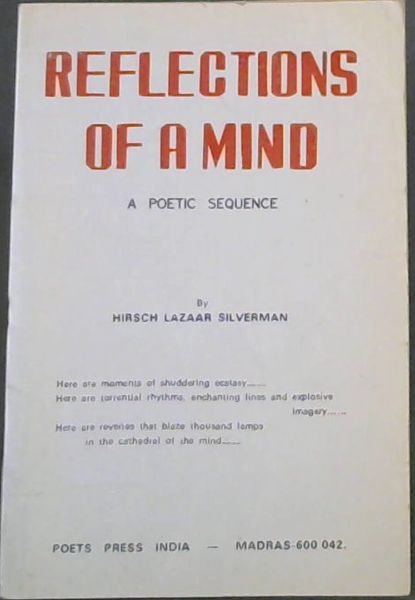 REFLECTIONS
OF A MIND
A POETIC SEQUENCE
By
HIRSCH LAZAAR SILVERMAN
Here are moments of shuddering ecstasy......
Here are torrential rhythms, enchanting lines and explosive
imagery......
Here are reveries that blaze thousand lamps
in the cathedral of the mind......
POETS PRESS INDIA — MADRAS-600 042.